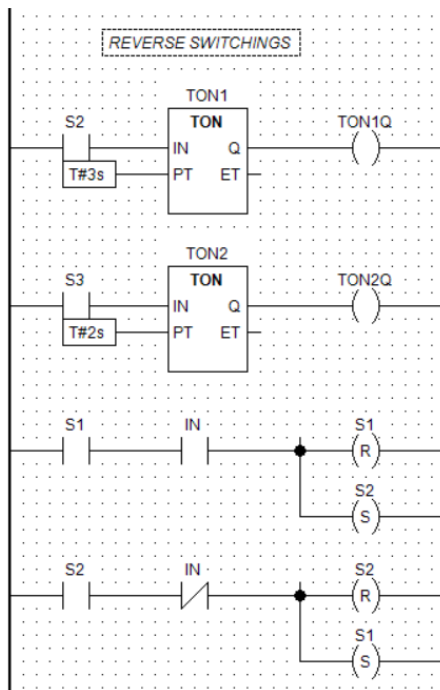 REVERSE SWITCHINGS
TON1
S2 TON TON1Q
IN Q
T#3s PT ET
TON2
S3 TON TON2Q
IN Q
T#2s PT ET
S1 IN S1
R
S2
S
S2 IN S2
R
S1
S